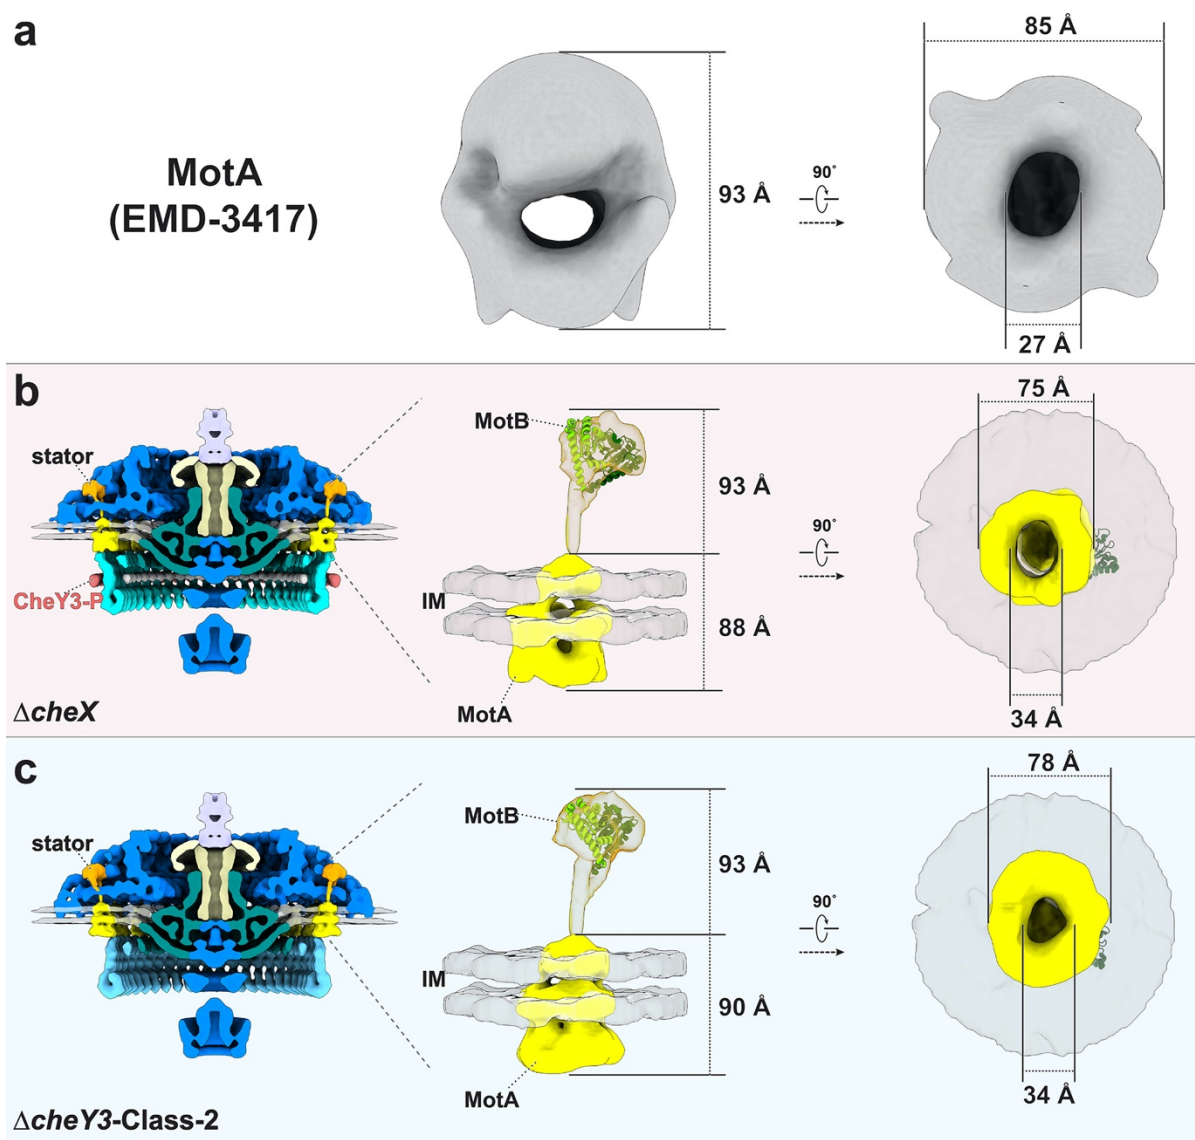 a
85 Å
MotA
(EMD-3417)
93 Å
90°
27 Å
b
75 Å
MotB
stator
93 Å
90°
CheY3-P
IM
88 Å
ΔcheX
MotA
34 Å
c
78 Å
MotB
stator
93 Å
90°
IM
90 Å
MotA
34 Å
ΔcheY3-Class-2